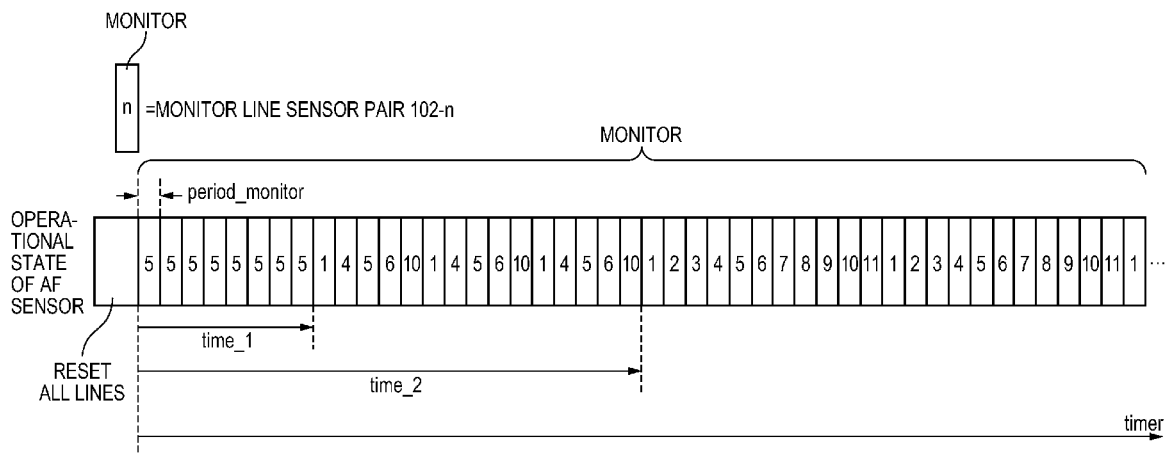 MONITOR
n =MONITOR LINE SENSOR PAIR 102-n
MONITOR
period_monitor
OPERA-
TIONAL
STATE
OF AF
SENSOR
5 5 5 5 5 5 5 5 1 4 5 6 10 1 4 5 6 10 1 4 5 6 10 1 2 3 4 5 6 7 8 9 10 11 1 2 3 4 5 6 7 8 9 10 11 1 ...
time_1
RESET
ALL LINES
time_2
timer